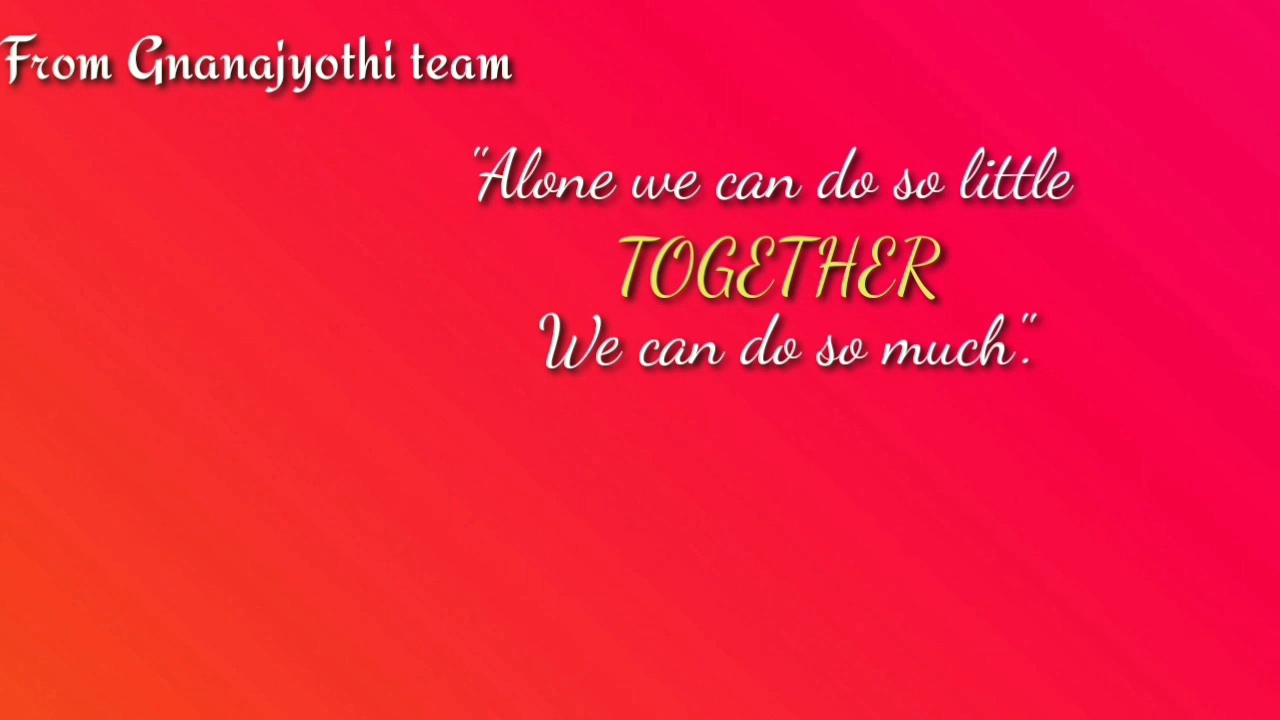 From Gnanajyothi team
"Alone we can do so little
TOGETHER
We can do so much".